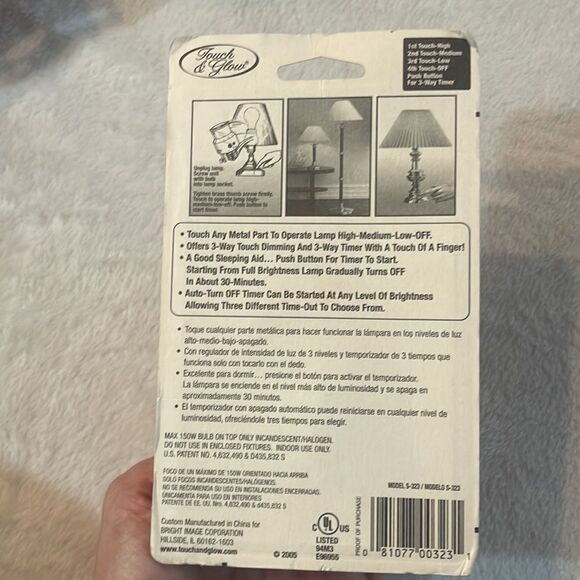 Touch
& Glow®
1st Touch-High
2nd Touch-Medium
3rd Touch-Low
4th Touch-OFF
Push Button
For 3-Way Timer
Unplug lamp.
Screw unit
with bulb
into lamp socket.
Tighten brass thumb screw firmly.
Touch to operate lamp high-
medium-low-off. Push button to
start timer.
• Touch Any Metal Part To Operate Lamp High-Medium-Low-OFF.
• Offers 3-Way Touch Dimming And 3-Way Timer With A Touch Of A Finger!
• A Good Sleeping Aid... Push Button For Timer To Start.
Starting From Full Brightness Lamp Gradually Turns OFF
In About 30-Minutes.
• Auto-Turn OFF Timer Can Be Started At Any Level Of Brightness
Allowing Three Different Time-Out To Choose From.
• Toque cualquier parte metálica para hacer funcionar la lámpara en los niveles de luz
alto-medio-bajo-apagado.
• Con regulador de intensidad de luz de 3 niveles y temporizador de 3 tiempos que
funciona solo con tocarlo con el dedo.
• Excelente para dormir... presione el botón para activar el temporizador.
La lámpara se enciende en el nivel más alto de luminosidad y se apaga en
aproximadamente 30 minutos.
• El temporizador con apagado automático puede reiniciarse en cualquier nivel de
luminosidad, ofreciéndole tres tiempos para elegir.
MAX 150W BULB ON TOP ONLY INCANDESCENT/HALOGEN.
DO NOT USE IN ENCLOSED FIXTURES. INDOOR USE ONLY.
U.S. PATENT NO. 4,632,490 & D435,832 S
FOCO DE UN MÁXIMO DE 150W ORIENTADO HACIA ARRIBA
SOLO FOCOS INCANDESCENTES/HALÓGENOS.
NO SE RECOMIENDA SU USO EN INSTALACIONES ENCERRADAS.
ÚNICAMENTA PARA USO EN INTERIORES
PATENTE DE EE. UU. Nro. 4,632,490 & D435,832 S
MODEL S-323 / MODELO S-323
Custom Manufactured in China for
BRIGHT IMAGE CORPORATION
HILLSIDE, IL 60162-1603
www.touchandglow.com
© 2005
C UL US
LISTED
94M3
E96955
PROOF OF PURCHASE
0 81077 00323 1